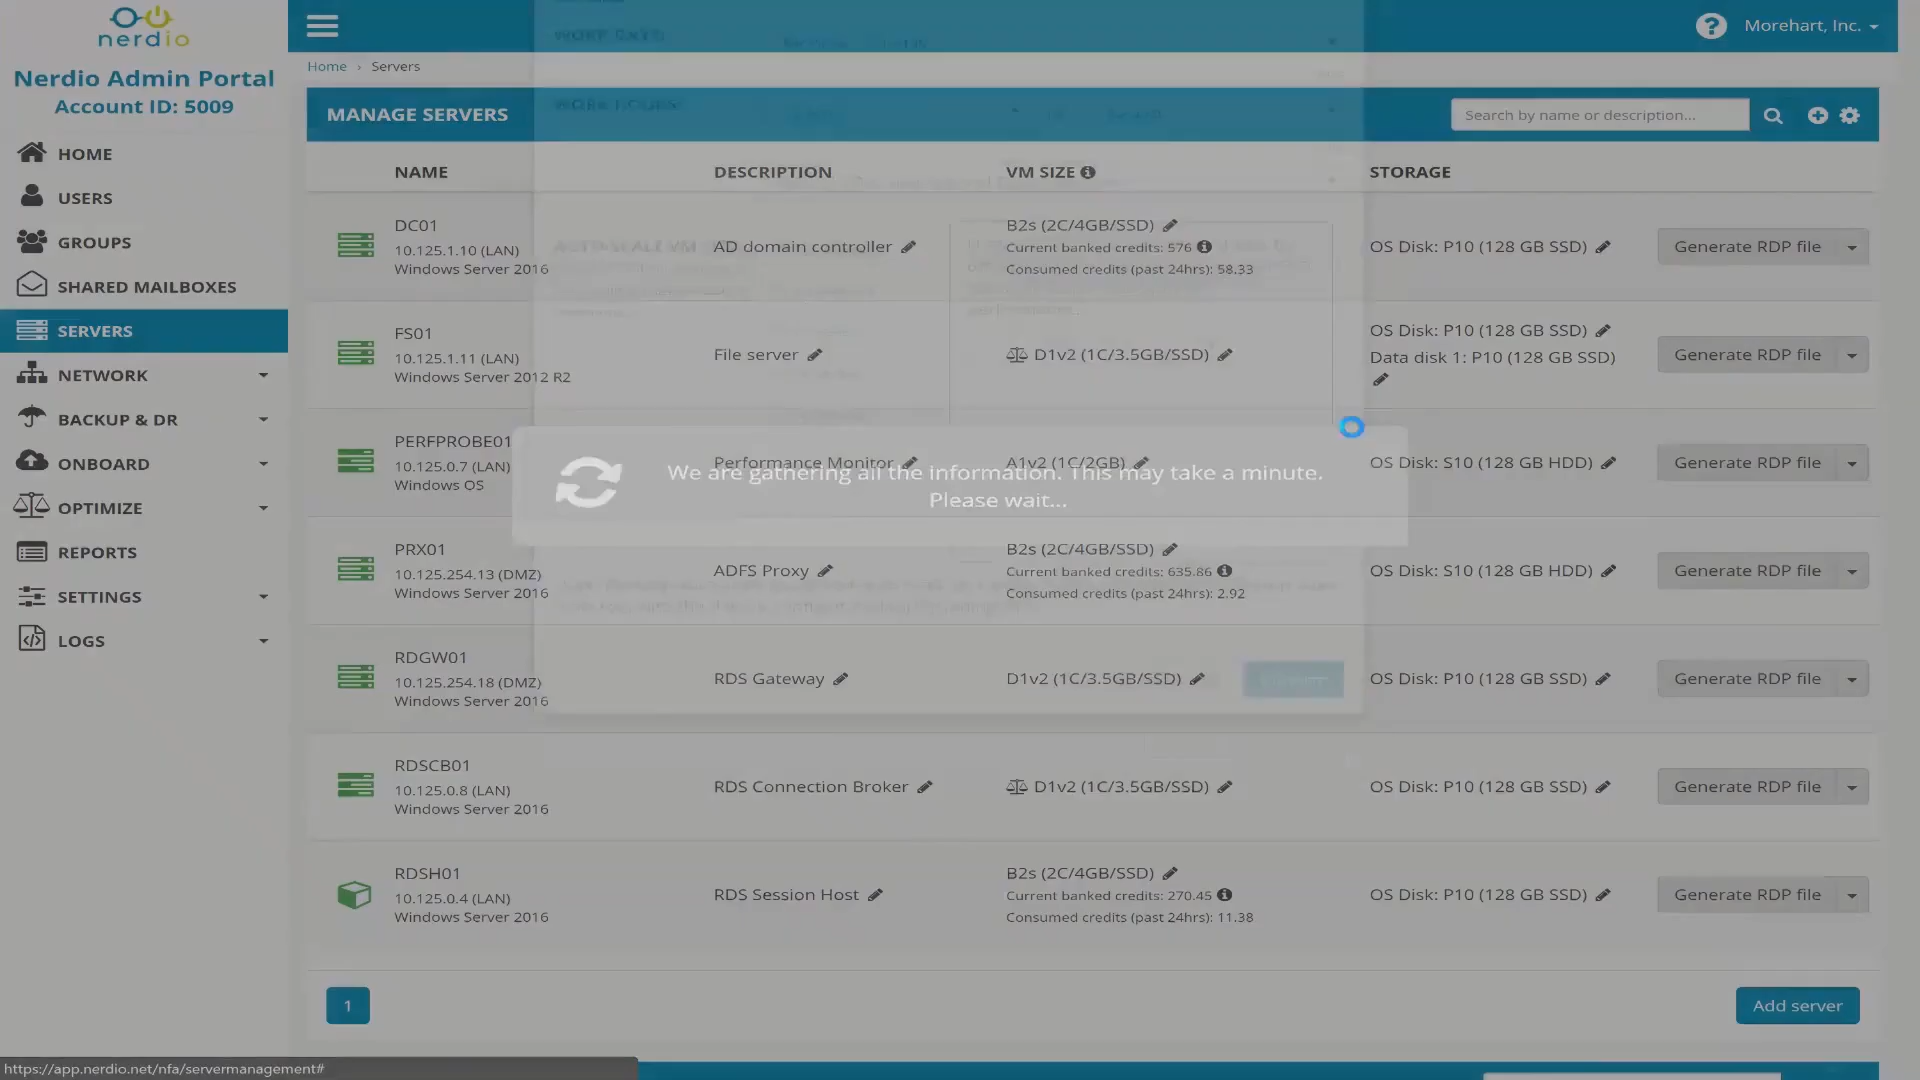 nerdio
Nerdio Admin Portal
Account ID: 5009
HOME
USERS
GROUPS
SHARED MAILBOXES
SERVERS
NETWORK
BACKUP & DR
ONBOARD
OPTIMIZE
REPORTS
SETTINGS
LOGS
Morehart, Inc.
Home › Servers
MANAGE SERVERS
Search by name or description...
NAME DESCRIPTION VM SIZE STORAGE
DC01
10.125.1.10 (LAN)
Windows Server 2016
AD domain controller
B2s (2C/4GB/SSD)
Current banked credits: 576
Consumed credits (past 24hrs): 58.33
OS Disk: P10 (128 GB SSD)
Generate RDP file
FS01
10.125.1.11 (LAN)
Windows Server 2012 R2
File server
D1v2 (1C/3.5GB/SSD)
OS Disk: P10 (128 GB SSD)
Data disk 1: P10 (128 GB SSD)
Generate RDP file
PERFPROBE01
10.125.0.7 (LAN)
Windows OS
Performance Monitor
A1v2 (1C/2GB)
OS Disk: S10 (128 GB HDD)
Generate RDP file
We are gathering all the information. This may take a minute.
Please wait...
PRX01
10.125.254.13 (DMZ)
Windows Server 2016
ADFS Proxy
B2s (2C/4GB/SSD)
Current banked credits: 635.86
Consumed credits (past 24hrs): 2.92
OS Disk: S10 (128 GB HDD)
Generate RDP file
RDGW01
10.125.254.18 (DMZ)
Windows Server 2016
RDS Gateway
D1v2 (1C/3.5GB/SSD)
OS Disk: P10 (128 GB SSD)
Generate RDP file
RDSCB01
10.125.0.8 (LAN)
Windows Server 2016
RDS Connection Broker
D1v2 (1C/3.5GB/SSD)
OS Disk: P10 (128 GB SSD)
Generate RDP file
RDSH01
10.125.0.4 (LAN)
Windows Server 2016
RDS Session Host
B2s (2C/4GB/SSD)
Current banked credits: 270.45
Consumed credits (past 24hrs): 11.38
OS Disk: P10 (128 GB SSD)
Generate RDP file
1
Add server
https://app.nerdio.net/nfa/servermanagement#